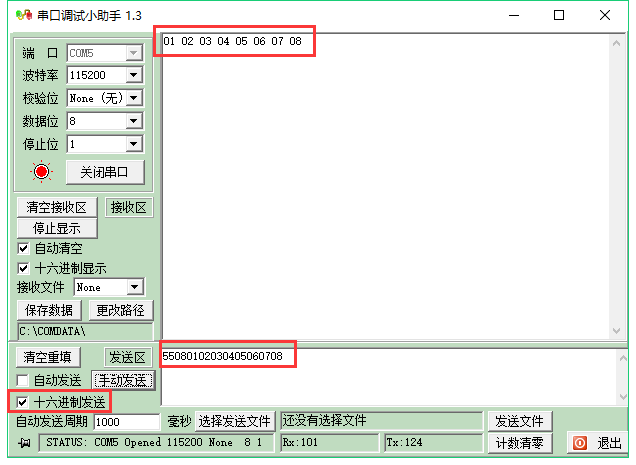 串口调试小助手 1.3
端 口 COM5
波特率 115200
校验位 None (无)
数据位 8
停止位 1
关闭串口
01 02 03 04 05 06 07 08
清空接收区 接收区
停止显示
自动清空
十六进制显示
接收文件 None
保存数据 更改路径
C:\COMDATA\
清空重填 发送区
55080102030405060708
自动发送 手动发送
十六进制发送
自动发送周期 1000 毫秒 选择发送文件 还没有选择文件 发送文件
STATUS: COM5 Opened 115200 None 8 1 Rx:101 Tx:124 计数清零 退出